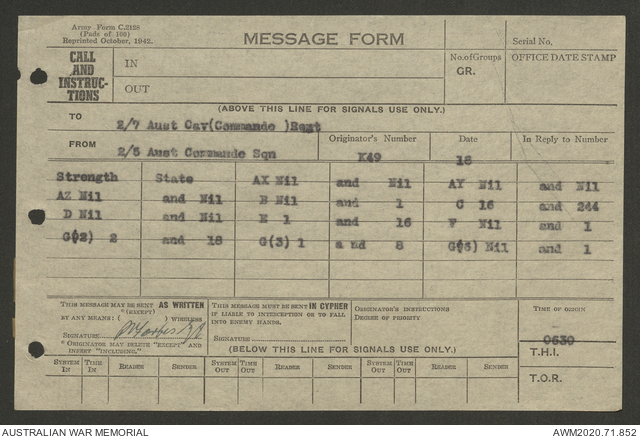 Army Form C.2128
(Pads of 100)
Reprinted October, 1942.
MESSAGE FORM
Serial No.
CALL AND INSTRUC- TIONS
IN
OUT
No. of Groups
GR.
OFFICE DATE STAMP
(ABOVE THIS LINE FOR SIGNALS USE ONLY.)
TO
2/7 Aust Cav(Commando )Regt
FROM
2/5 Aust Commando Sqn
Originator's Number
K49
Date
18
In Reply to Number
Strength State AX Nil and Nil AY Nil and Nil
AZ Nil and Nil B Nil and 1 C 16 and 244
D Nil and Nil E 1 and 16 F Nil and 1
G(2) 2 and 18 G(3) 1 a nd 8 Nil and 1
THIS MESSAGE MAY BE SENT AS WRITTEN
BY ANY MEANS: ( (EXCEPT) ) WIRELESS
SIGNATURE
*ORIGINATOR MAY DELETE "EXCEPT" AND
INSERT "INCLUDING."
THIS MESSAGE MUST BE SENT IN CYPHER
IF LIABLE TO INTERCEPTION OR TO FALL
INTO ENEMY HANDS.
SIGNATURE
ORIGINATOR'S INSTRUCTIONS
DEGREE OF PRIORITY
TIME OF ORIGIN
0630
(BELOW THIS LINE FOR SIGNALS USE ONLY.)
T.H.I.
T.O.R.
SYSTEM IN TIME IN READER SENDER SYSTEM OUT TIME OUT READER SENDER SYSTEM OUT TIME OUT READER SENDER
AUSTRALIAN WAR MEMORIAL
AWM2020.71.852